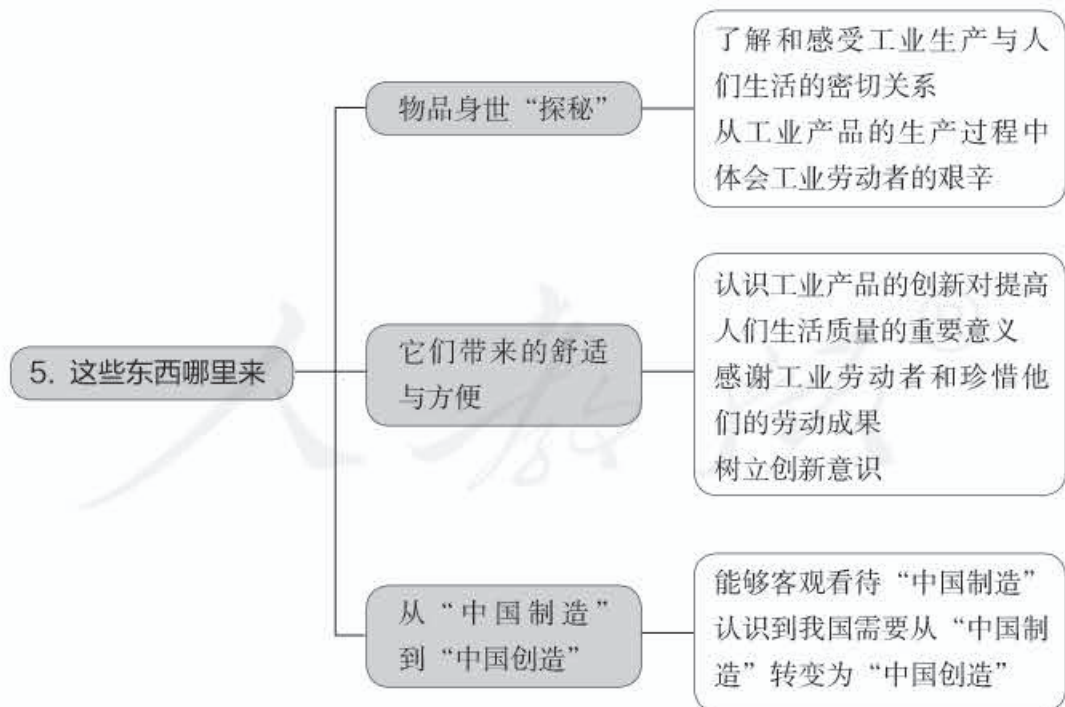 5. 这些东西哪里来
物品身世“探秘”
了解和感受工业生产与人
们生活的密切关系
从工业产品的生产过程中
体会工业劳动者的艰辛
它们带来的舒适
与方便
认识工业产品的创新对提高
人们生活质量的重要意义
感谢工业劳动者和珍惜他
们的劳动成果
树立创新意识
从“中国制造”
到“中国创造”
能够客观看待“中国制造”
认识到我国需要从“中国制
造”转变为“中国创造”